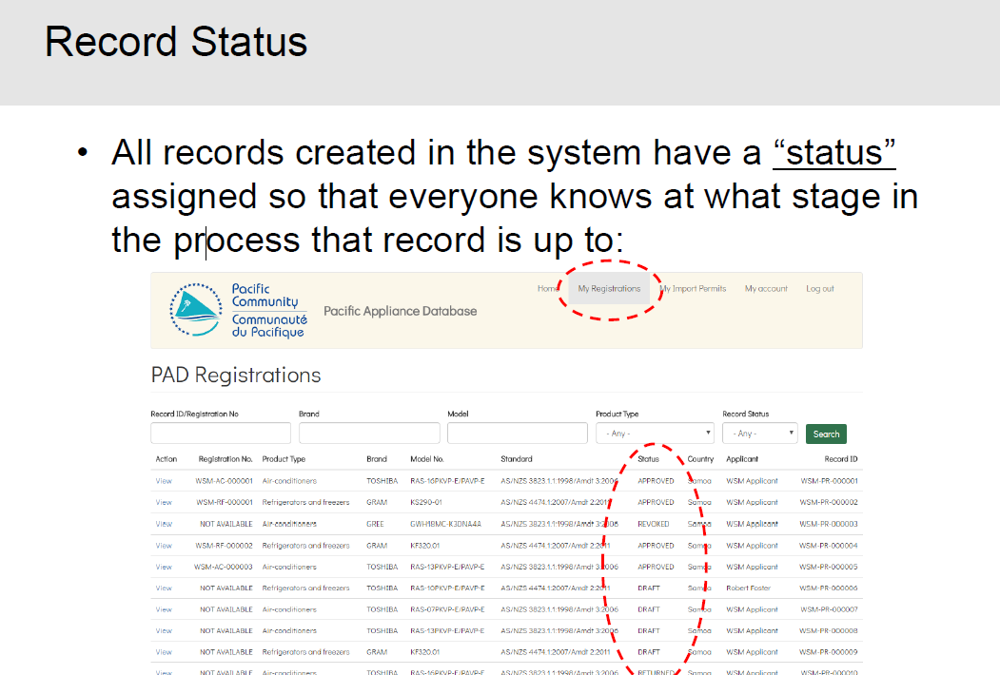 Record Status
• All records created in the system have a “status”
assigned so that everyone knows at what stage in
the process that record is up to:
Pacific
Community
Communauté
du Pacifique
Pacific Appliance Database
Home My Registrations My Import Permits My account Log out
PAD Registrations
Record ID/Registration No Brand Model Product Type Record Status
- Any - - Any - Search
Action Registration No. Product Type Brand Model No. Standard Status Country Applicant Record ID
View WSM-AC-000001 Air-conditioners TOSHIBA RAS-16PKVP-E/PAVP-E AS/NZS 3823.1.1:1998/Amdt 3:2006 APPROVED Samoa WSM Applicant WSM-PR-000001
View WSM-RF-000001 Refrigerators and freezers GRAM KS290-01 AS/NZS 4474.1:2007/Amdt 2:2011 APPROVED Samoa WSM Applicant WSM-PR-000002
View NOT AVAILABLE Air-conditioners GREE GWH18MC-K3DNA4A AS/NZS 3823.1.1:1998/Amdt 3:2006 REVOKED Samoa WSM Applicant WSM-PR-000003
View WSM-RF-000002 Refrigerators and freezers GRAM KF320.01 AS/NZS 4474.1:2007/Amdt 2:2011 APPROVED Samoa WSM Applicant WSM-PR-000004
View WSM-AC-000003 Air-conditioners TOSHIBA RAS-13PKVP-E/PAVP-E AS/NZS 3823.1.1:1998/Amdt 3:2006 APPROVED Samoa WSM Applicant WSM-PR-000005
View NOT AVAILABLE Refrigerators and freezers TOSHIBA RAS-10PKVP-E/PAVP-E AS/NZS 4474.1:2007/Amdt 2:2011 DRAFT Samoa Robert Foster WSM-PR-000006
View NOT AVAILABLE Air-conditioners TOSHIBA RAS-07PKVP-E/PAVP-E AS/NZS 3823.1.1:1998/Amdt 3:2006 DRAFT Samoa WSM Applicant WSM-PR-000007
View NOT AVAILABLE Air-conditioners TOSHIBA RAS-13PKVP-E/PAVP-E AS/NZS 3823.1.1:1998/Amdt 3:2006 DRAFT Samoa WSM Applicant WSM-PR-000008
View NOT AVAILABLE Refrigerators and freezers GRAM KF320.01 AS/NZS 4474.1:2007/Amdt 2:2011 DRAFT Samoa WSM Applicant WSM-PR-000009
View NOT AVAILABLE Air-conditioners TOSHIBA RAS-16PKVP-E/PAVP-E AS/NZS 3823.1.1:1998/Amdt 3:2006 RETURNED Samoa WSM Applicant WSM-PR-000010